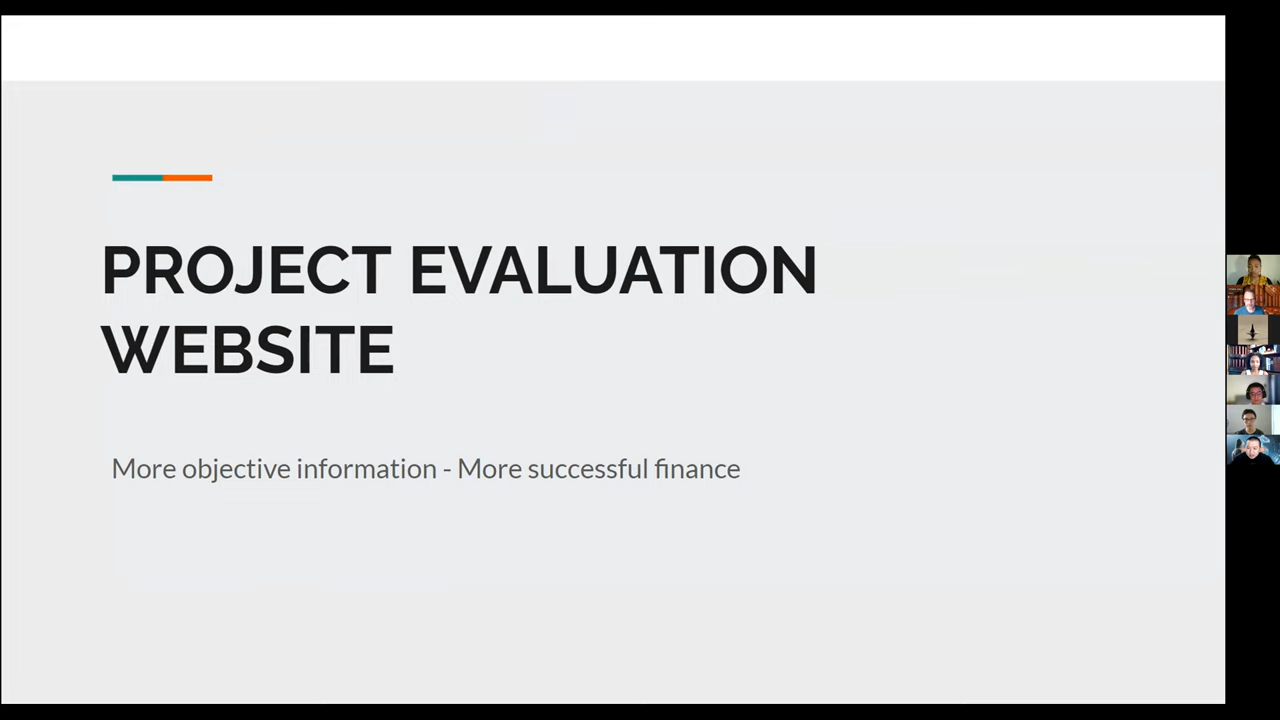 PROJECT EVALUATION
WEBSITE
More objective information - More successful finance